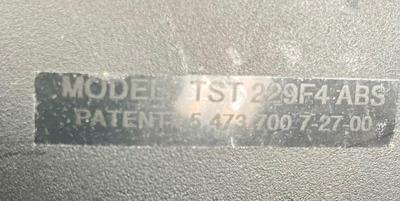 MODEL TST 229F4 ABS
PATENT 5 473 700 7-27-00